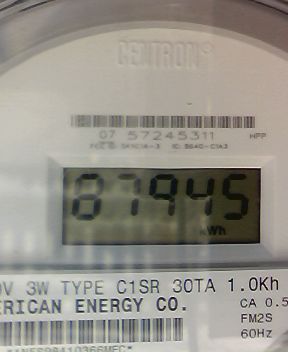 CENTRON®
07 57245311
87945
kWh
0V 3W TYPE C1SR 30TA 1.0Kh
ERICAN ENERGY CO.
CA 0.5
FM2S
60Hz